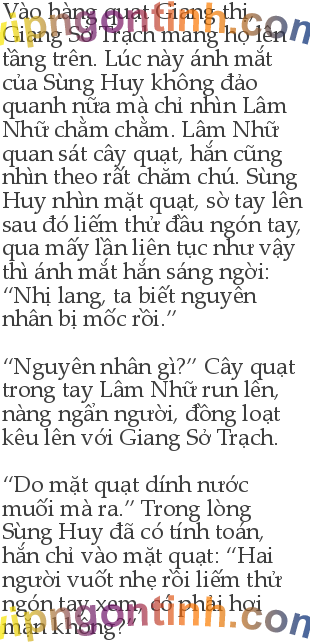 Vào hàng quạt Giang thị,
Giang Sở Trạch mang họ lên
tầng trên. Lúc này ánh mắt
của Sùng Huy không đảo
quanh nữa mà chỉ nhìn Lâm
Nhữ chằm chằm. Lâm Nhữ
quan sát cây quạt, hắn cũng
nhìn theo rất chăm chú. Sùng
Huy nhìn mặt quạt, sờ tay lên
sau đó liếm thử đầu ngón tay,
qua mấy lần liên tục như vậy
thì ánh mắt hắn sáng ngời:
“Nhị lang, ta biết nguyên
nhân bị mốc rồi.”
“Nguyên nhân gì?” Cây quạt
trong tay Lâm Nhữ run lên,
nàng ngẩn người, đồng loạt
kêu lên với Giang Sở Trạch.
“Do mặt quạt dính nước
muối mà ra.” Trong lòng
Sùng Huy đã có tính toán,
hắn chỉ vào mặt quạt: “Hai
người vuốt nhẹ rồi liếm thử
ngón tay xem, có phải hơi
mặn không?”